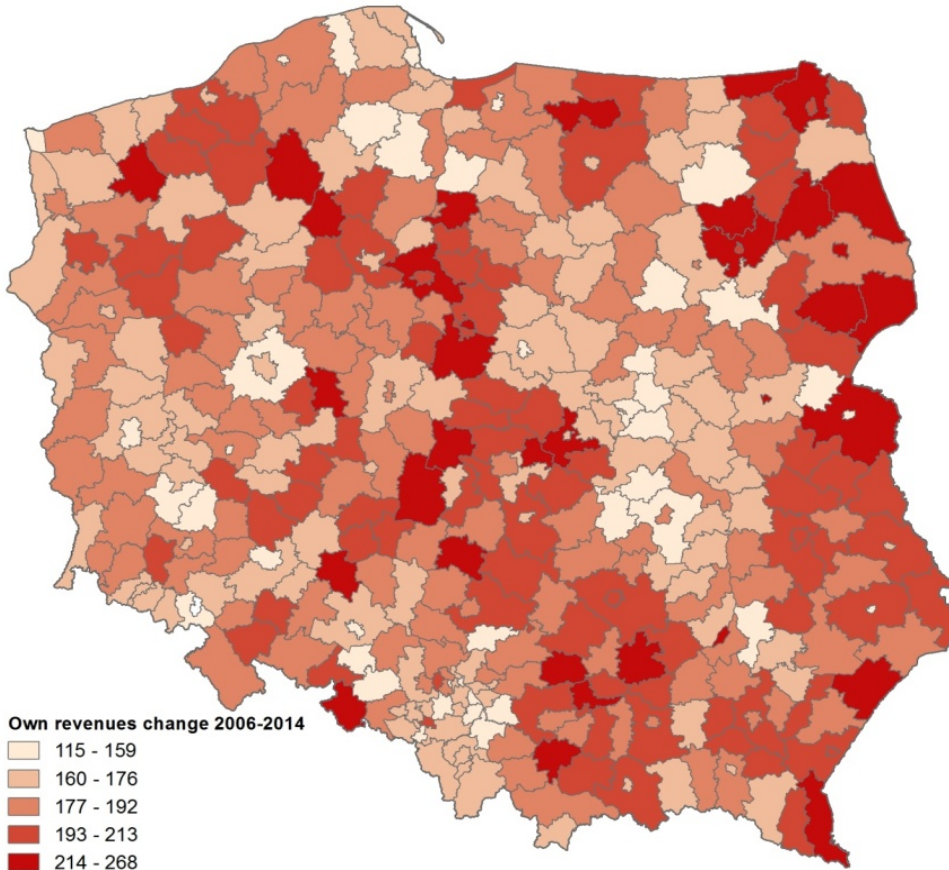 Own revenues change 2006-2014
115 - 159
160 - 176
177 - 192
193 - 213
214 - 268